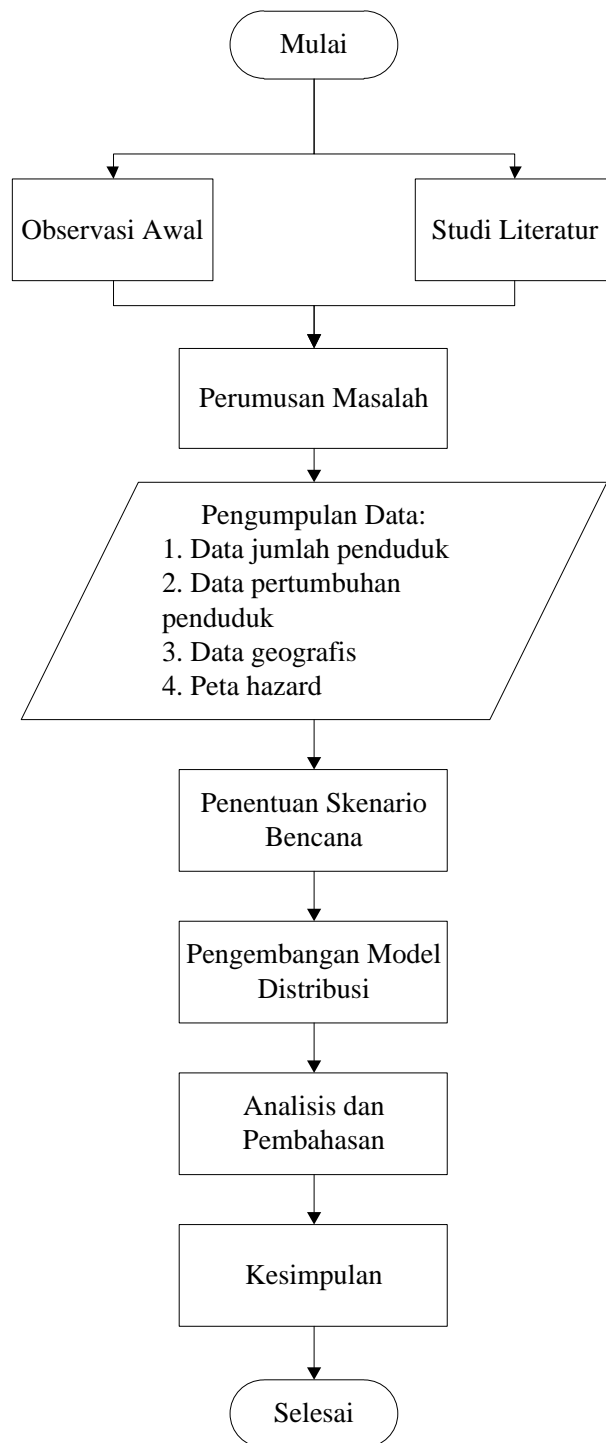 Mulai
Observasi Awal
Studi Literatur
Perumusan Masalah
Pengumpulan Data:
1. Data jumlah penduduk
2. Data pertumbuhan
penduduk
3. Data geografis
4. Peta hazard
Penentuan Skenario
Bencana
Pengembangan Model
Distribusi
Analisis dan
Pembahasan
Kesimpulan
Selesai